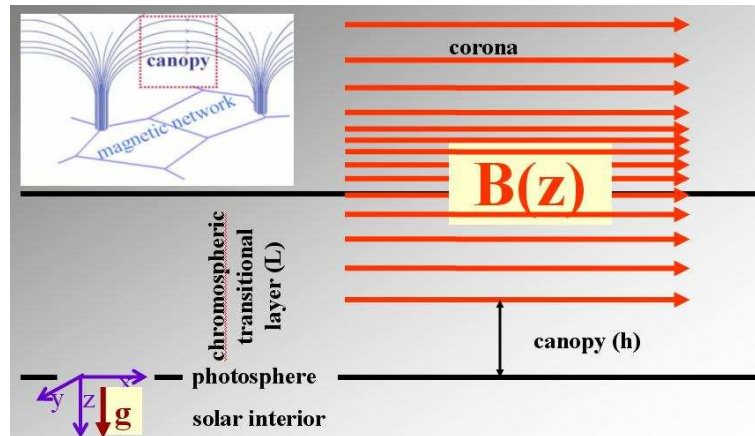 canopy
magnetic network
corona
B(z)
chromospheric
transitional
layer (L)
canopy (h)
photosphere
x
y
z
g
solar interior